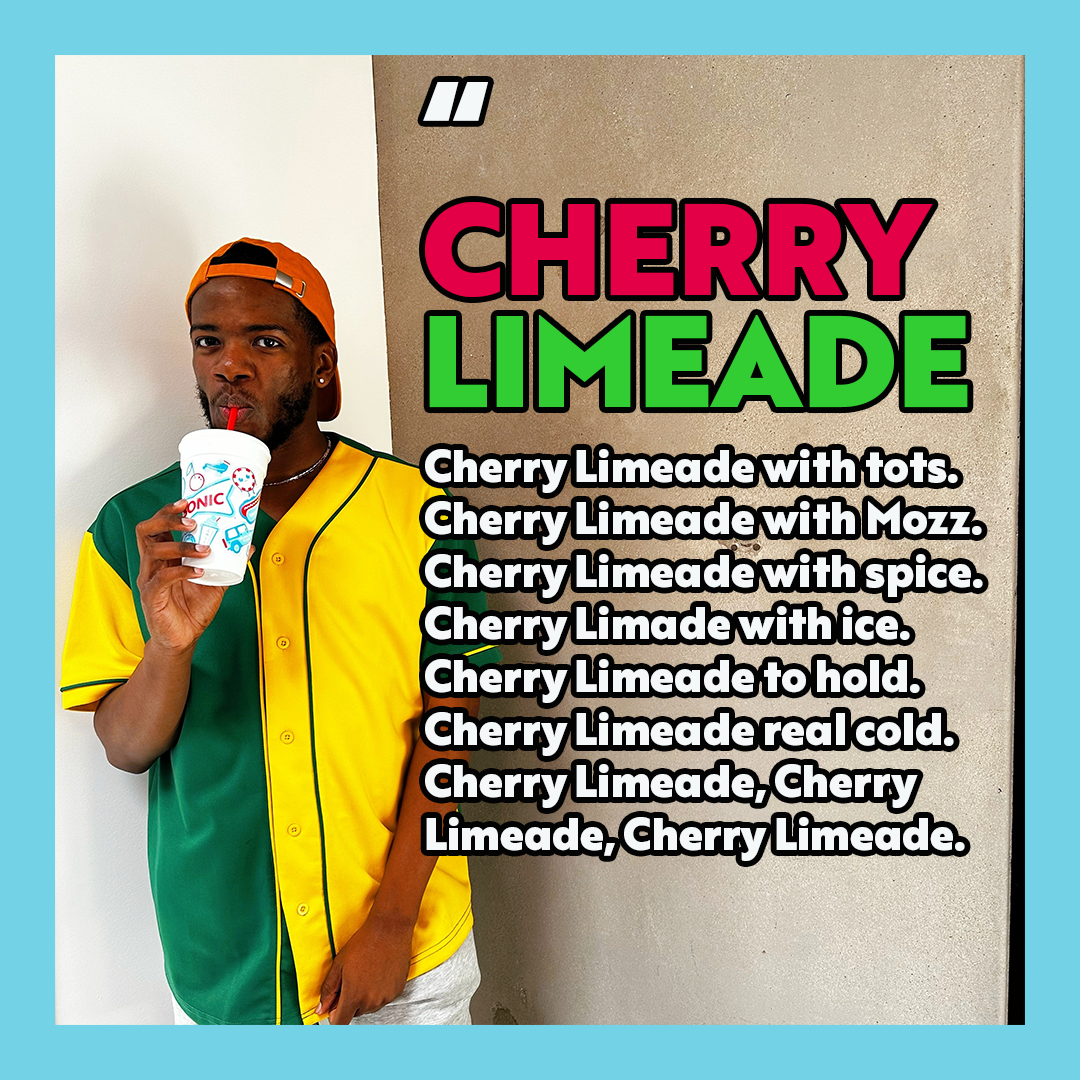 "
CHERRY
LIMEADE
Cherry Limeade with tots.
Cherry Limeade with Mozz.
Cherry Limeade with spice.
Cherry Limade with ice.
Cherry Limeade to hold.
Cherry Limeade real cold.
Cherry Limeade, Cherry
Limeade, Cherry Limeade.
SONIC